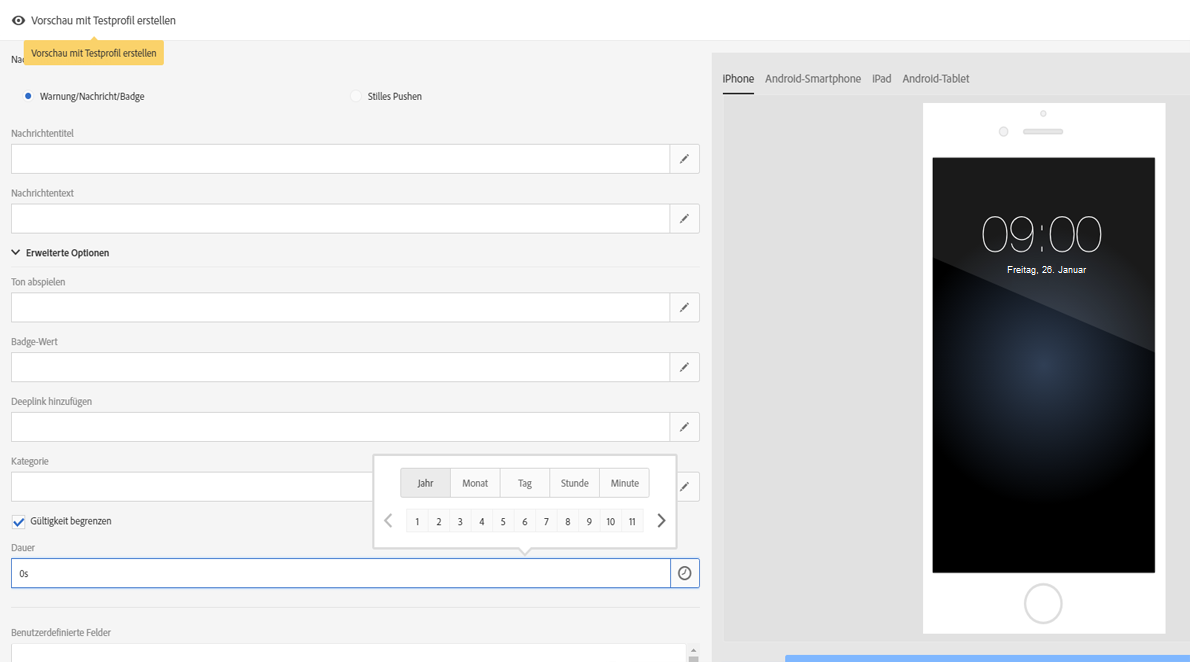 Vorschau mit Testprofil erstellen
Vorschau mit Testprofil erstellen
Warnung/Nachricht/Badge
Stilles Pushen
Nachrichtentitel
Nachrichtentext
Erweiterte Optionen
Ton abspielen
Badge-Wert
Deeplink hinzufügen
Kategorie
Jahr Monat Tag Stunde Minute
1 2 3 4 5 6 7 8 9 10 11
Gültigkeit begrenzen
Dauer
0s
Benutzerdefinierte Felder
iPhone Android-Smartphone iPad Android-Tablet
09:00
Freitag, 26. Januar